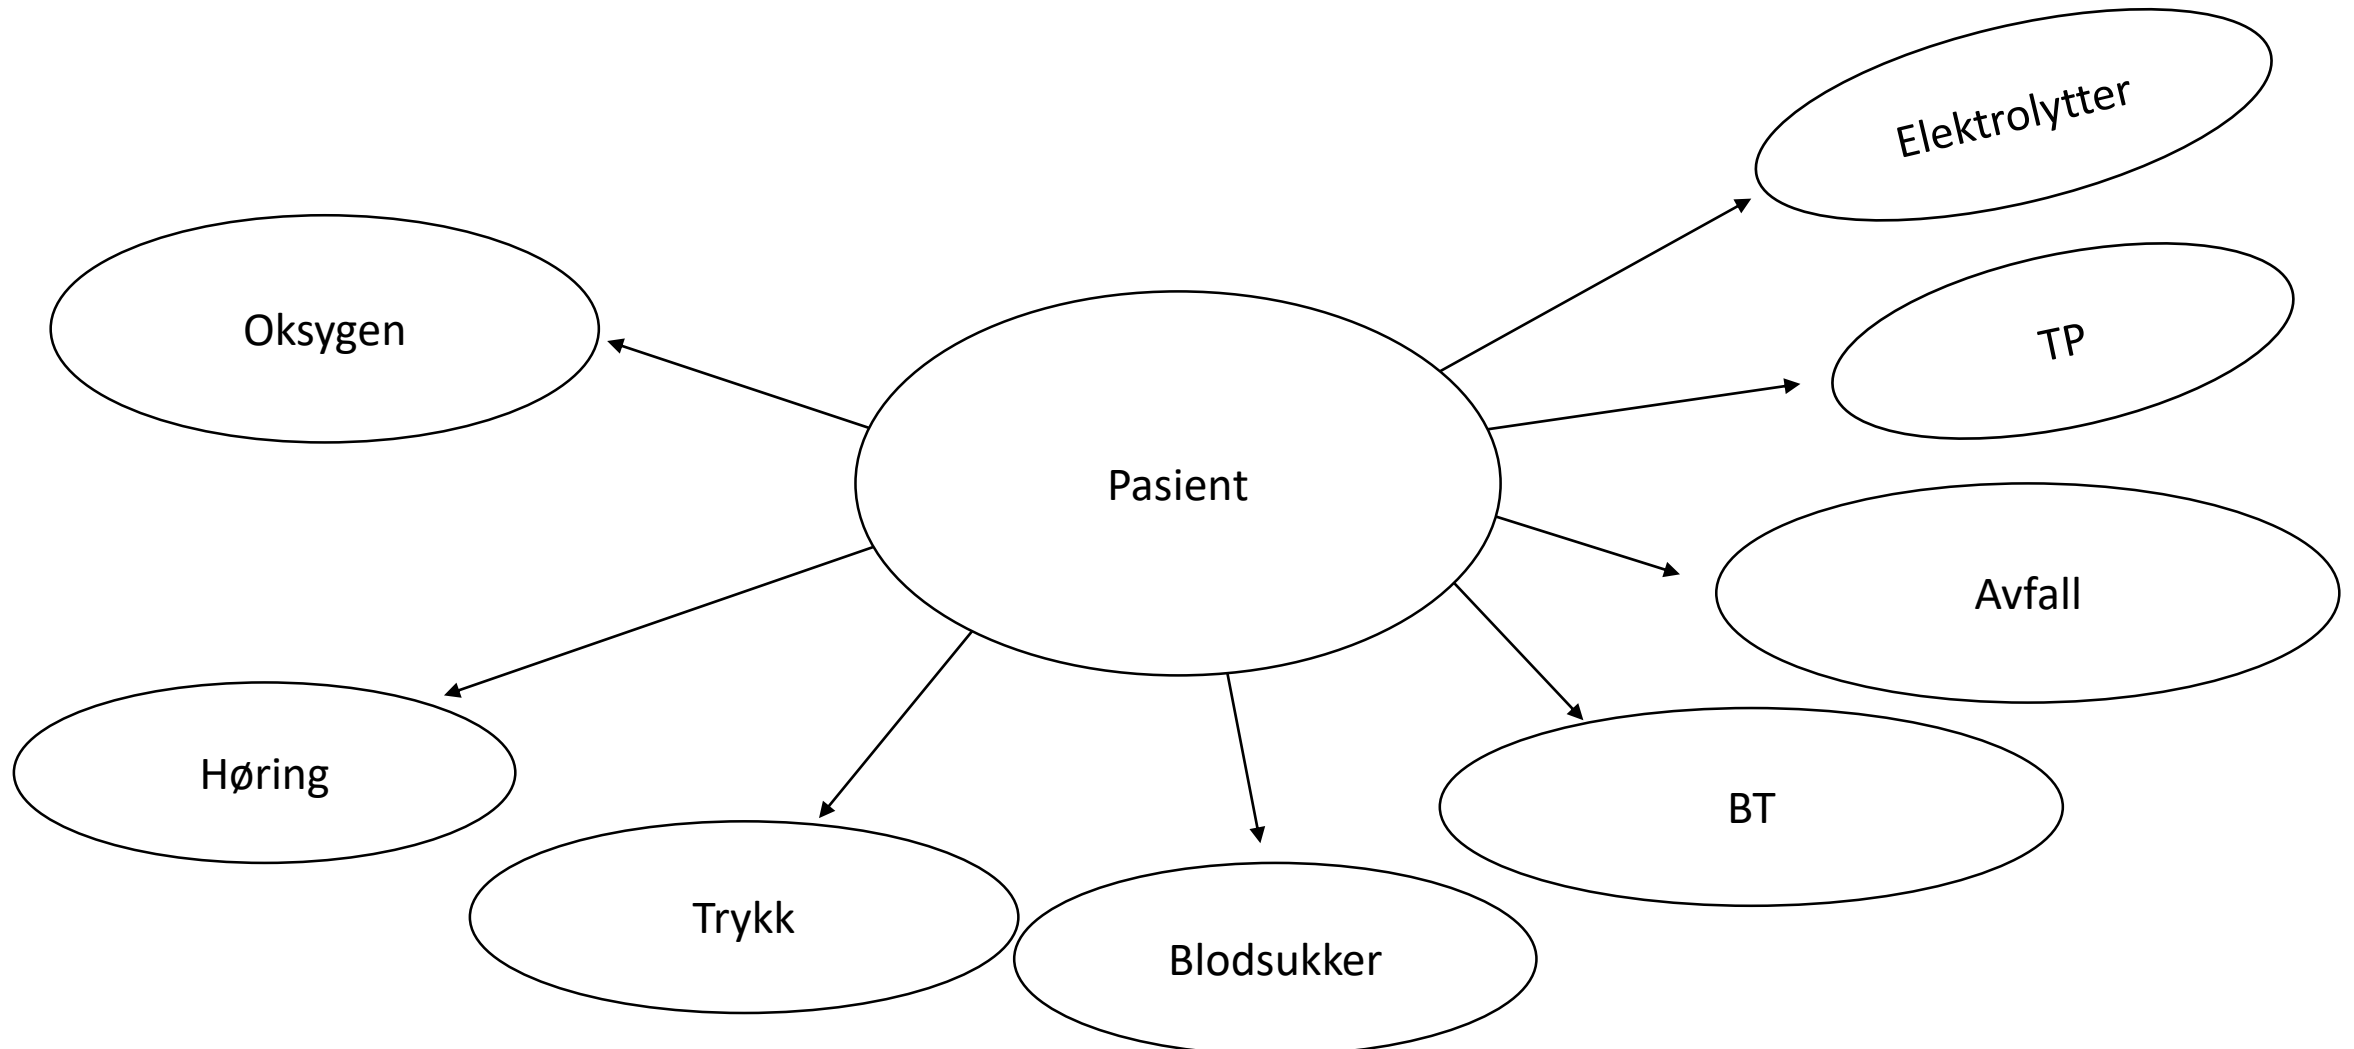 Elektrolytter
Oksygen
TP
Pasient
Avfall
Høring
BT
Trykk
Blodsukker